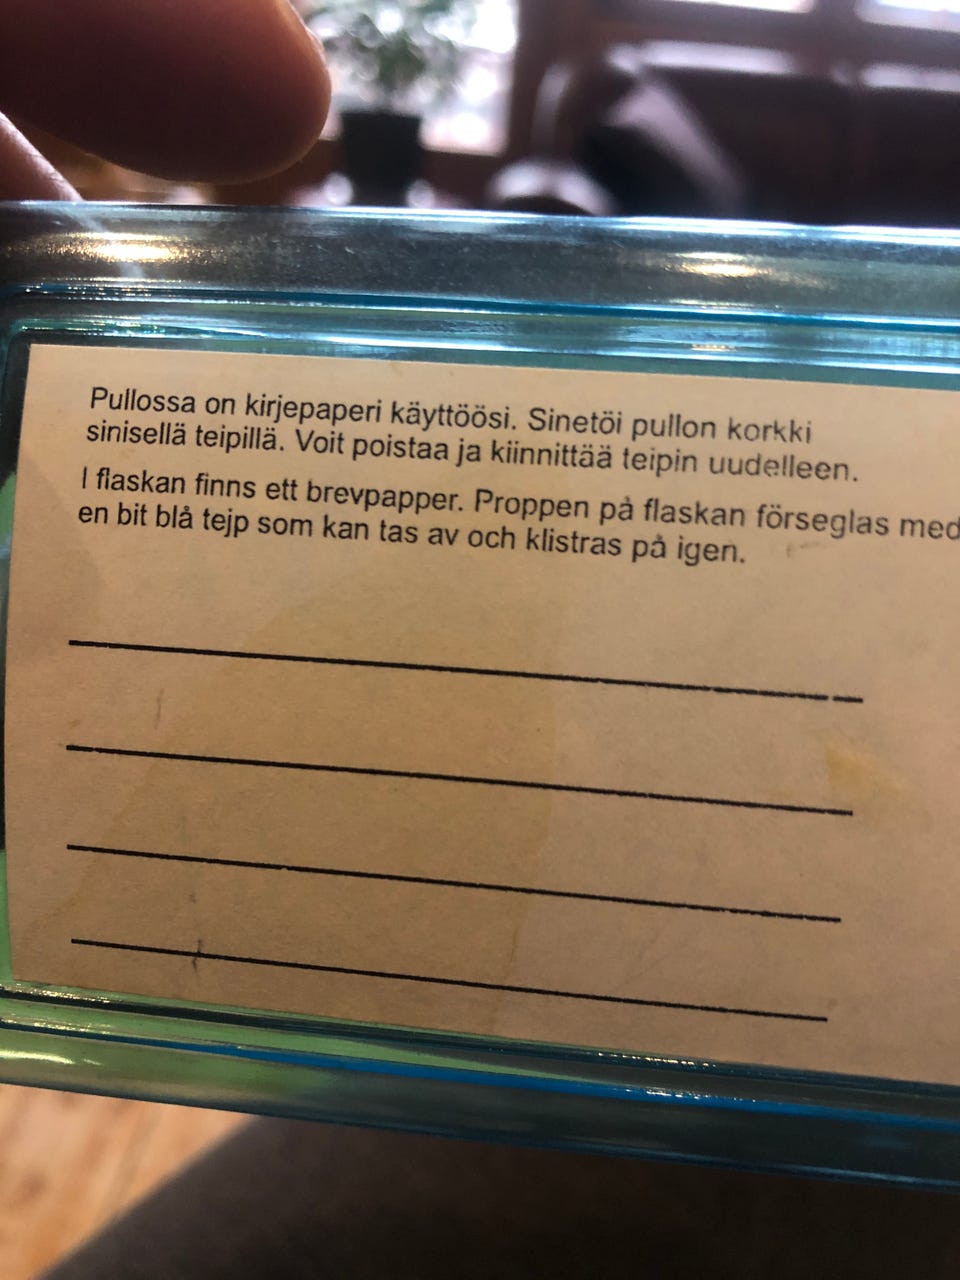 Pullossa on kirjepaperi käyttöösi. Sinetöi pullon korkki
sinisellä teipillä. Voit poistaa ja kiinnittää teipin uudelleen.
I flaskan finns ett brevpapper. Proppen på flaskan förseglas med
en bit blå tejp som kan tas av och klistras på igen.